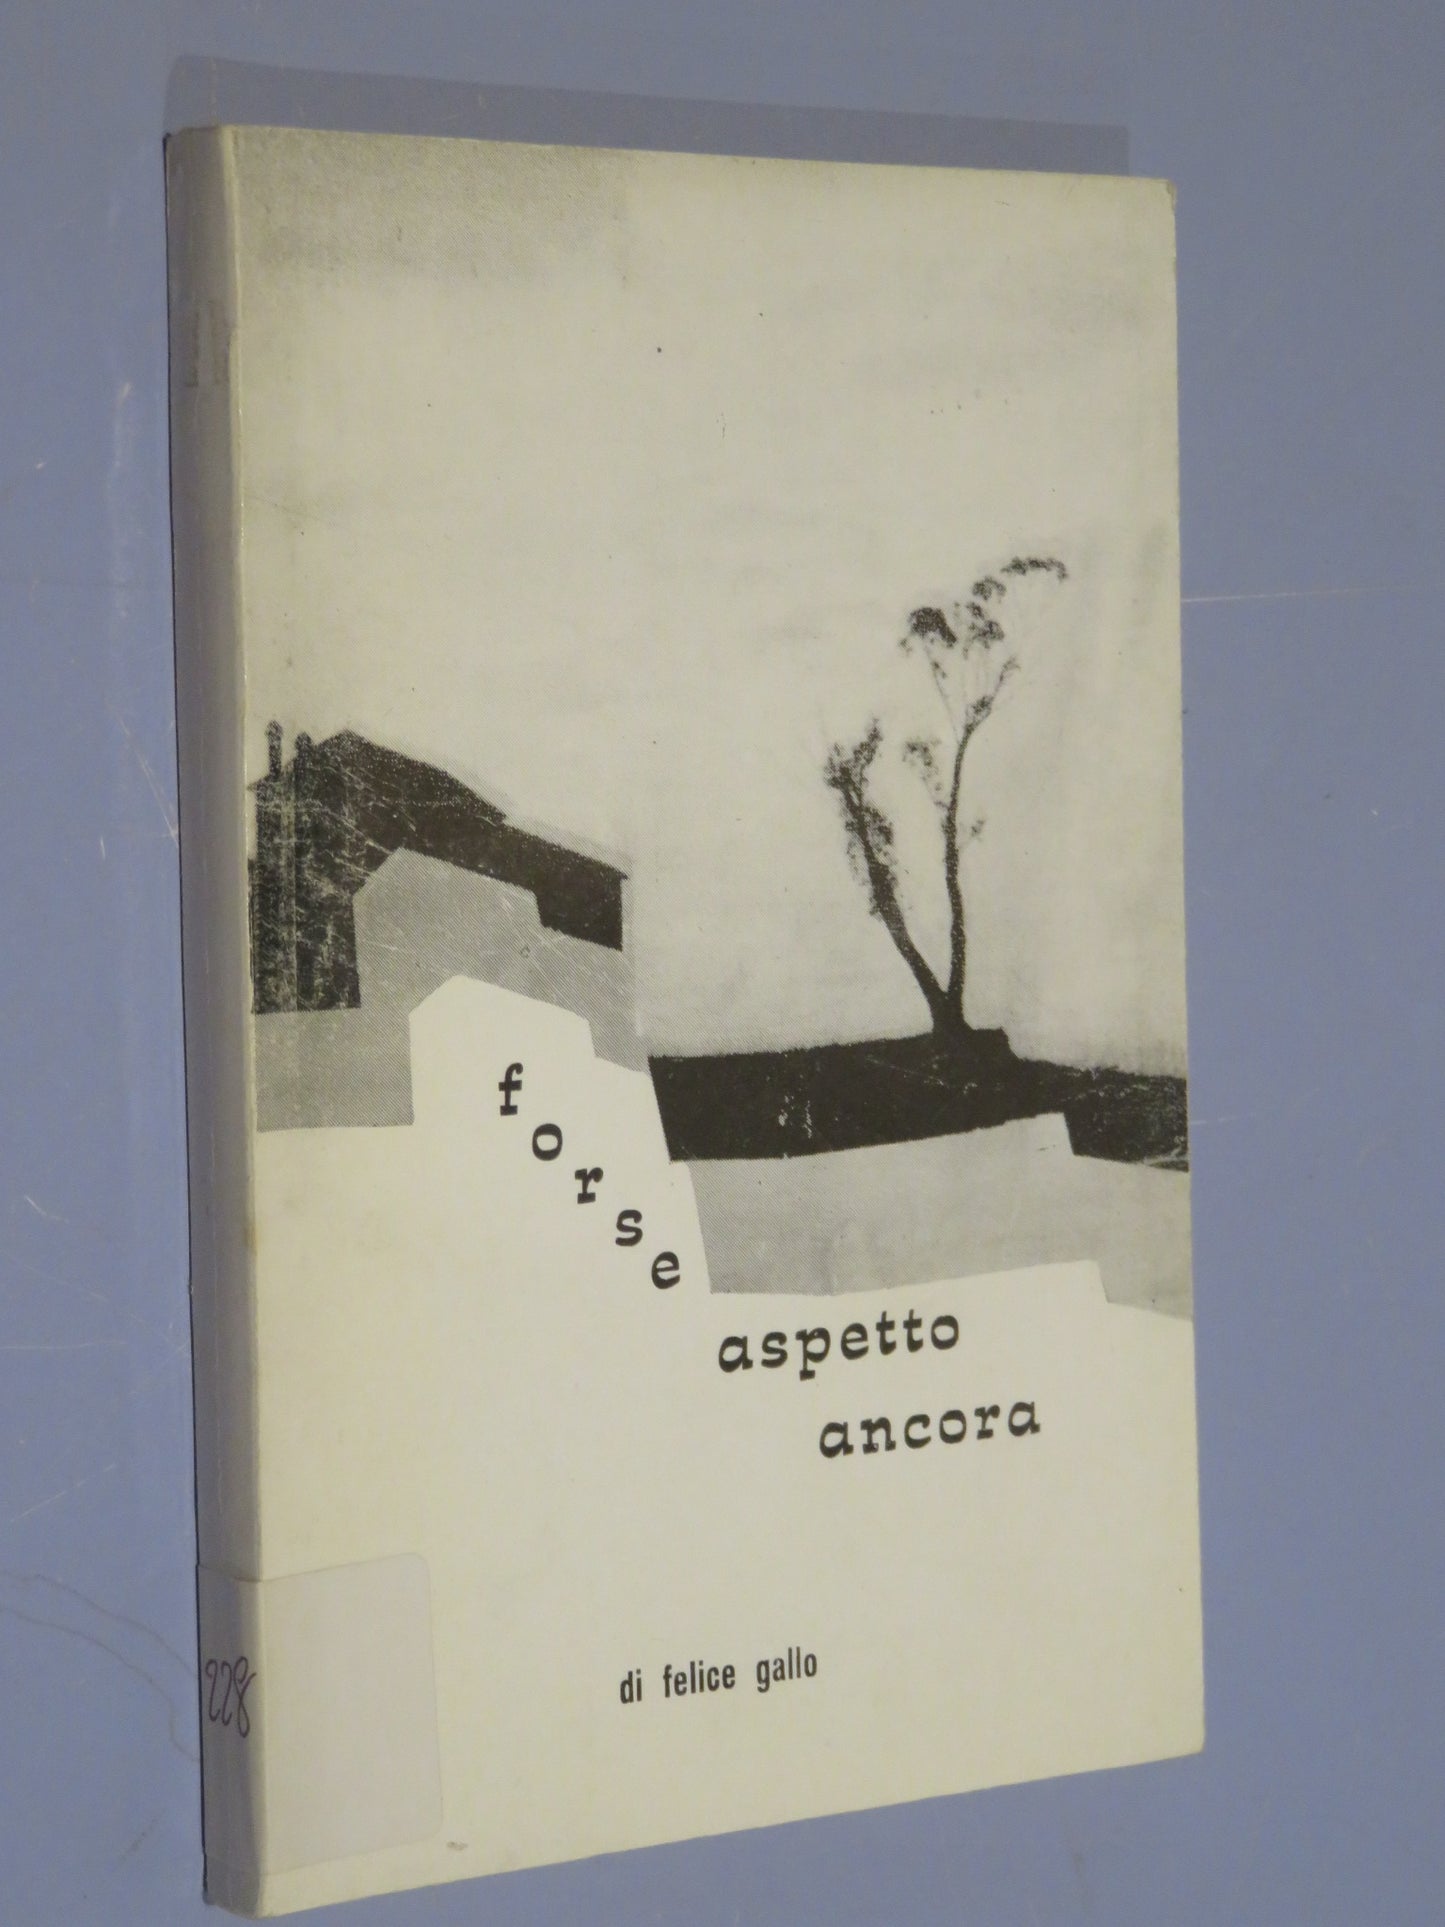 forse
aspetto
ancora
di felice gallo
228